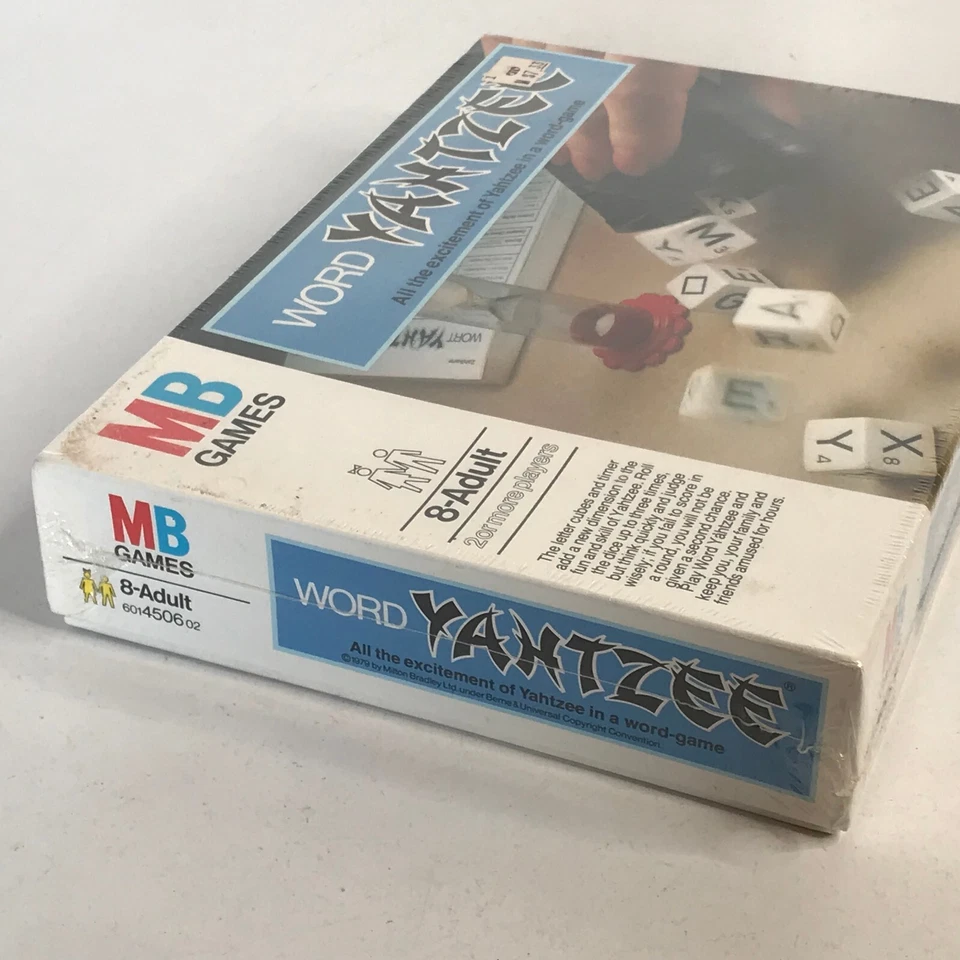 WORD YAHTZEE
All the excitement of Yahtzee in a word-game
WORT YAHT
MB
GAMES
8-Adult
2 or more players
The letter cubes and timer
add a new dimension to the
fun and skill of Yahtzee. Roll
the dice up to three times,
but think quickly and judge
wisely; if you fail to score in
a round, you will not be
given a second chance.
Play Word Yahtzee and
keep you, your family and
friends amused for hours.
M
Y
E
A
E
Y4
X8
MB
GAMES
8-Adult
6014506 02
WORD YAHTZEE®
All the excitement of Yahtzee in a word-game
©1979 by Milton Bradley Ltd. under Berne & Universal Copyright Convention